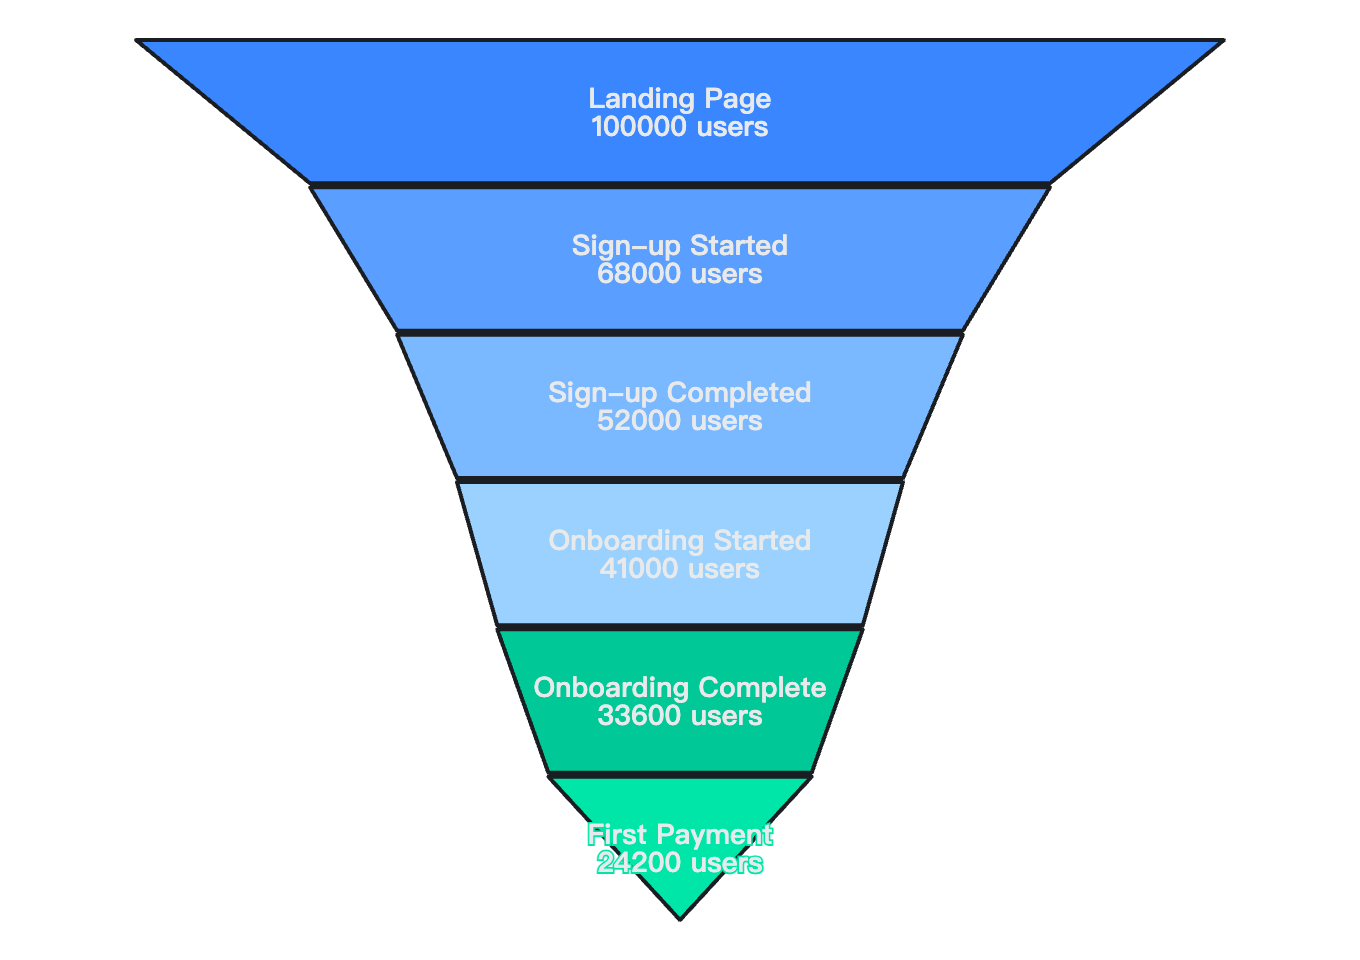 Landing Page
100000 users
Sign-up Started
68000 users
Sign-up Completed
52000 users
Onboarding Started
41000 users
Onboarding Complete
33600 users
First Payment
24200 users